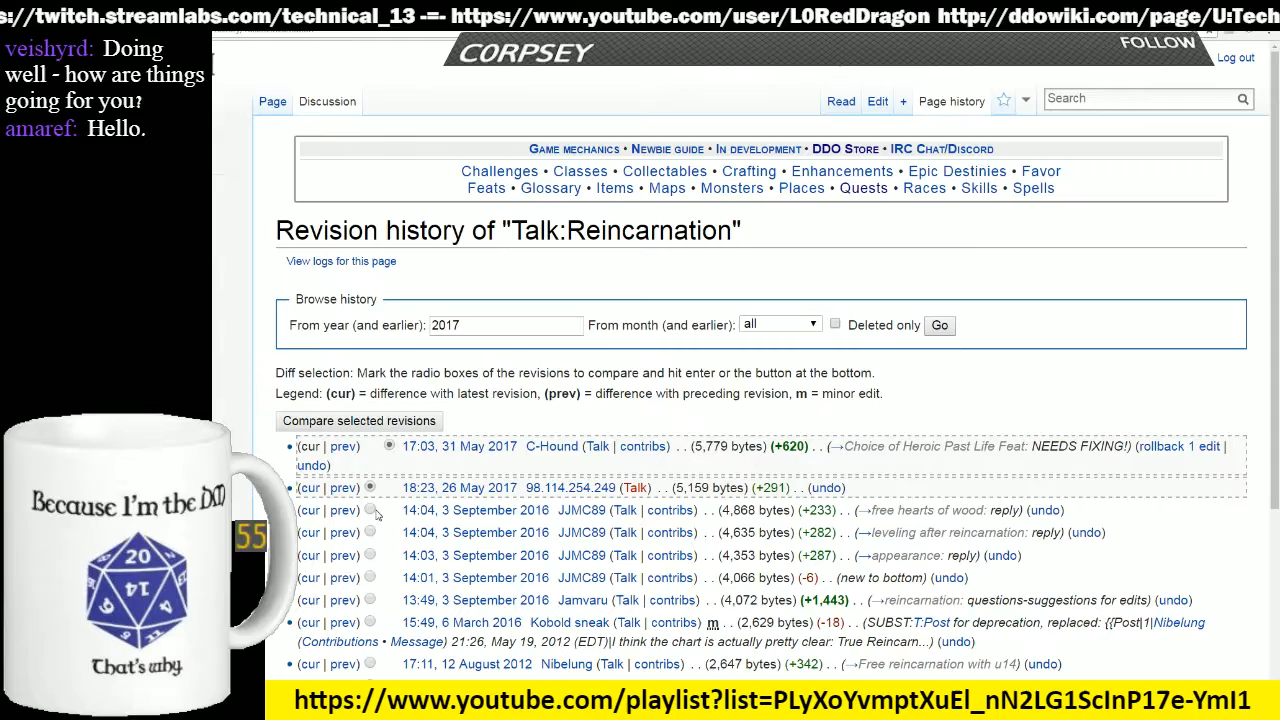 s://twitch.streamlabs.com/technical_13 -=- https://www.youtube.com/user/L0RedDragon http://ddowiki.com/page/U:Tech
veishyrd: Doing
well - how are things
going for you?
amaref: Hello.
CORPSEY
FOLLOW
Log out
Page Discussion Read Edit + Page history Search
Game mechanics • Newbie guide • In development • DDO Store • IRC Chat/Discord
Challenges • Classes • Collectables • Crafting • Enhancements • Epic Destinies • Favor
Feats • Glossary • Items • Maps • Monsters • Places • Quests • Races • Skills • Spells
Revision history of "Talk:Reincarnation"
View logs for this page
Browse history
From year (and earlier): 2017 From month (and earlier): all Deleted only Go
Diff selection: Mark the radio boxes of the revisions to compare and hit enter or the button at the bottom.
Legend: (cur) = difference with latest revision, (prev) = difference with preceding revision, m = minor edit.
Compare selected revisions
• (cur | prev) 17:03, 31 May 2017 C-Hound (Talk | contribs) . . (5,779 bytes) (+620) . . (→Choice of Heroic Past Life Feat: NEEDS FIXING!) (rollback 1 edit |
undo)
• (cur | prev) 18:23, 26 May 2017 98.114.254.249 (Talk) . . (5,159 bytes) (+291) . . (undo)
• (cur | prev) 14:04, 3 September 2016 JJMC89 (Talk | contribs) . . (4,868 bytes) (+233) . . (→free hearts of wood: reply) (undo)
• (cur | prev) 14:04, 3 September 2016 JJMC89 (Talk | contribs) . . (4,635 bytes) (+282) . . (→leveling after reincarnation: reply) (undo)
• (cur | prev) 14:03, 3 September 2016 JJMC89 (Talk | contribs) . . (4,353 bytes) (+287) . . (→appearance: reply) (undo)
• (cur | prev) 14:01, 3 September 2016 JJMC89 (Talk | contribs) . . (4,066 bytes) (-6) . . (new to bottom) (undo)
• (cur | prev) 13:49, 3 September 2016 Jamvaru (Talk | contribs) . . (4,072 bytes) (+1,443) . . (→reincarnation: questions-suggestions for edits) (undo)
• (cur | prev) 15:49, 6 March 2016 Kobold sneak (Talk | contribs) . . m (2,629 bytes) (-18) . . (SUBST:T:Post for deprecation, replaced: {{Post|1|Nibelung
(Contributions • Message) 21:26, May 19, 2012 (EDT)|I think the chart is actually pretty clear: True Reincarn...) (undo)
• (cur | prev) 17:11, 12 August 2012 Nibelung (Talk | contribs) . . (2,647 bytes) (+342) . . (→Free reincarnation with u14) (undo)
Because I'm the DM
20
14
That's why.
55
https://www.youtube.com/playlist?list=PLyXoYvmptXuEl_nN2LG1ScInP17e-YmI1